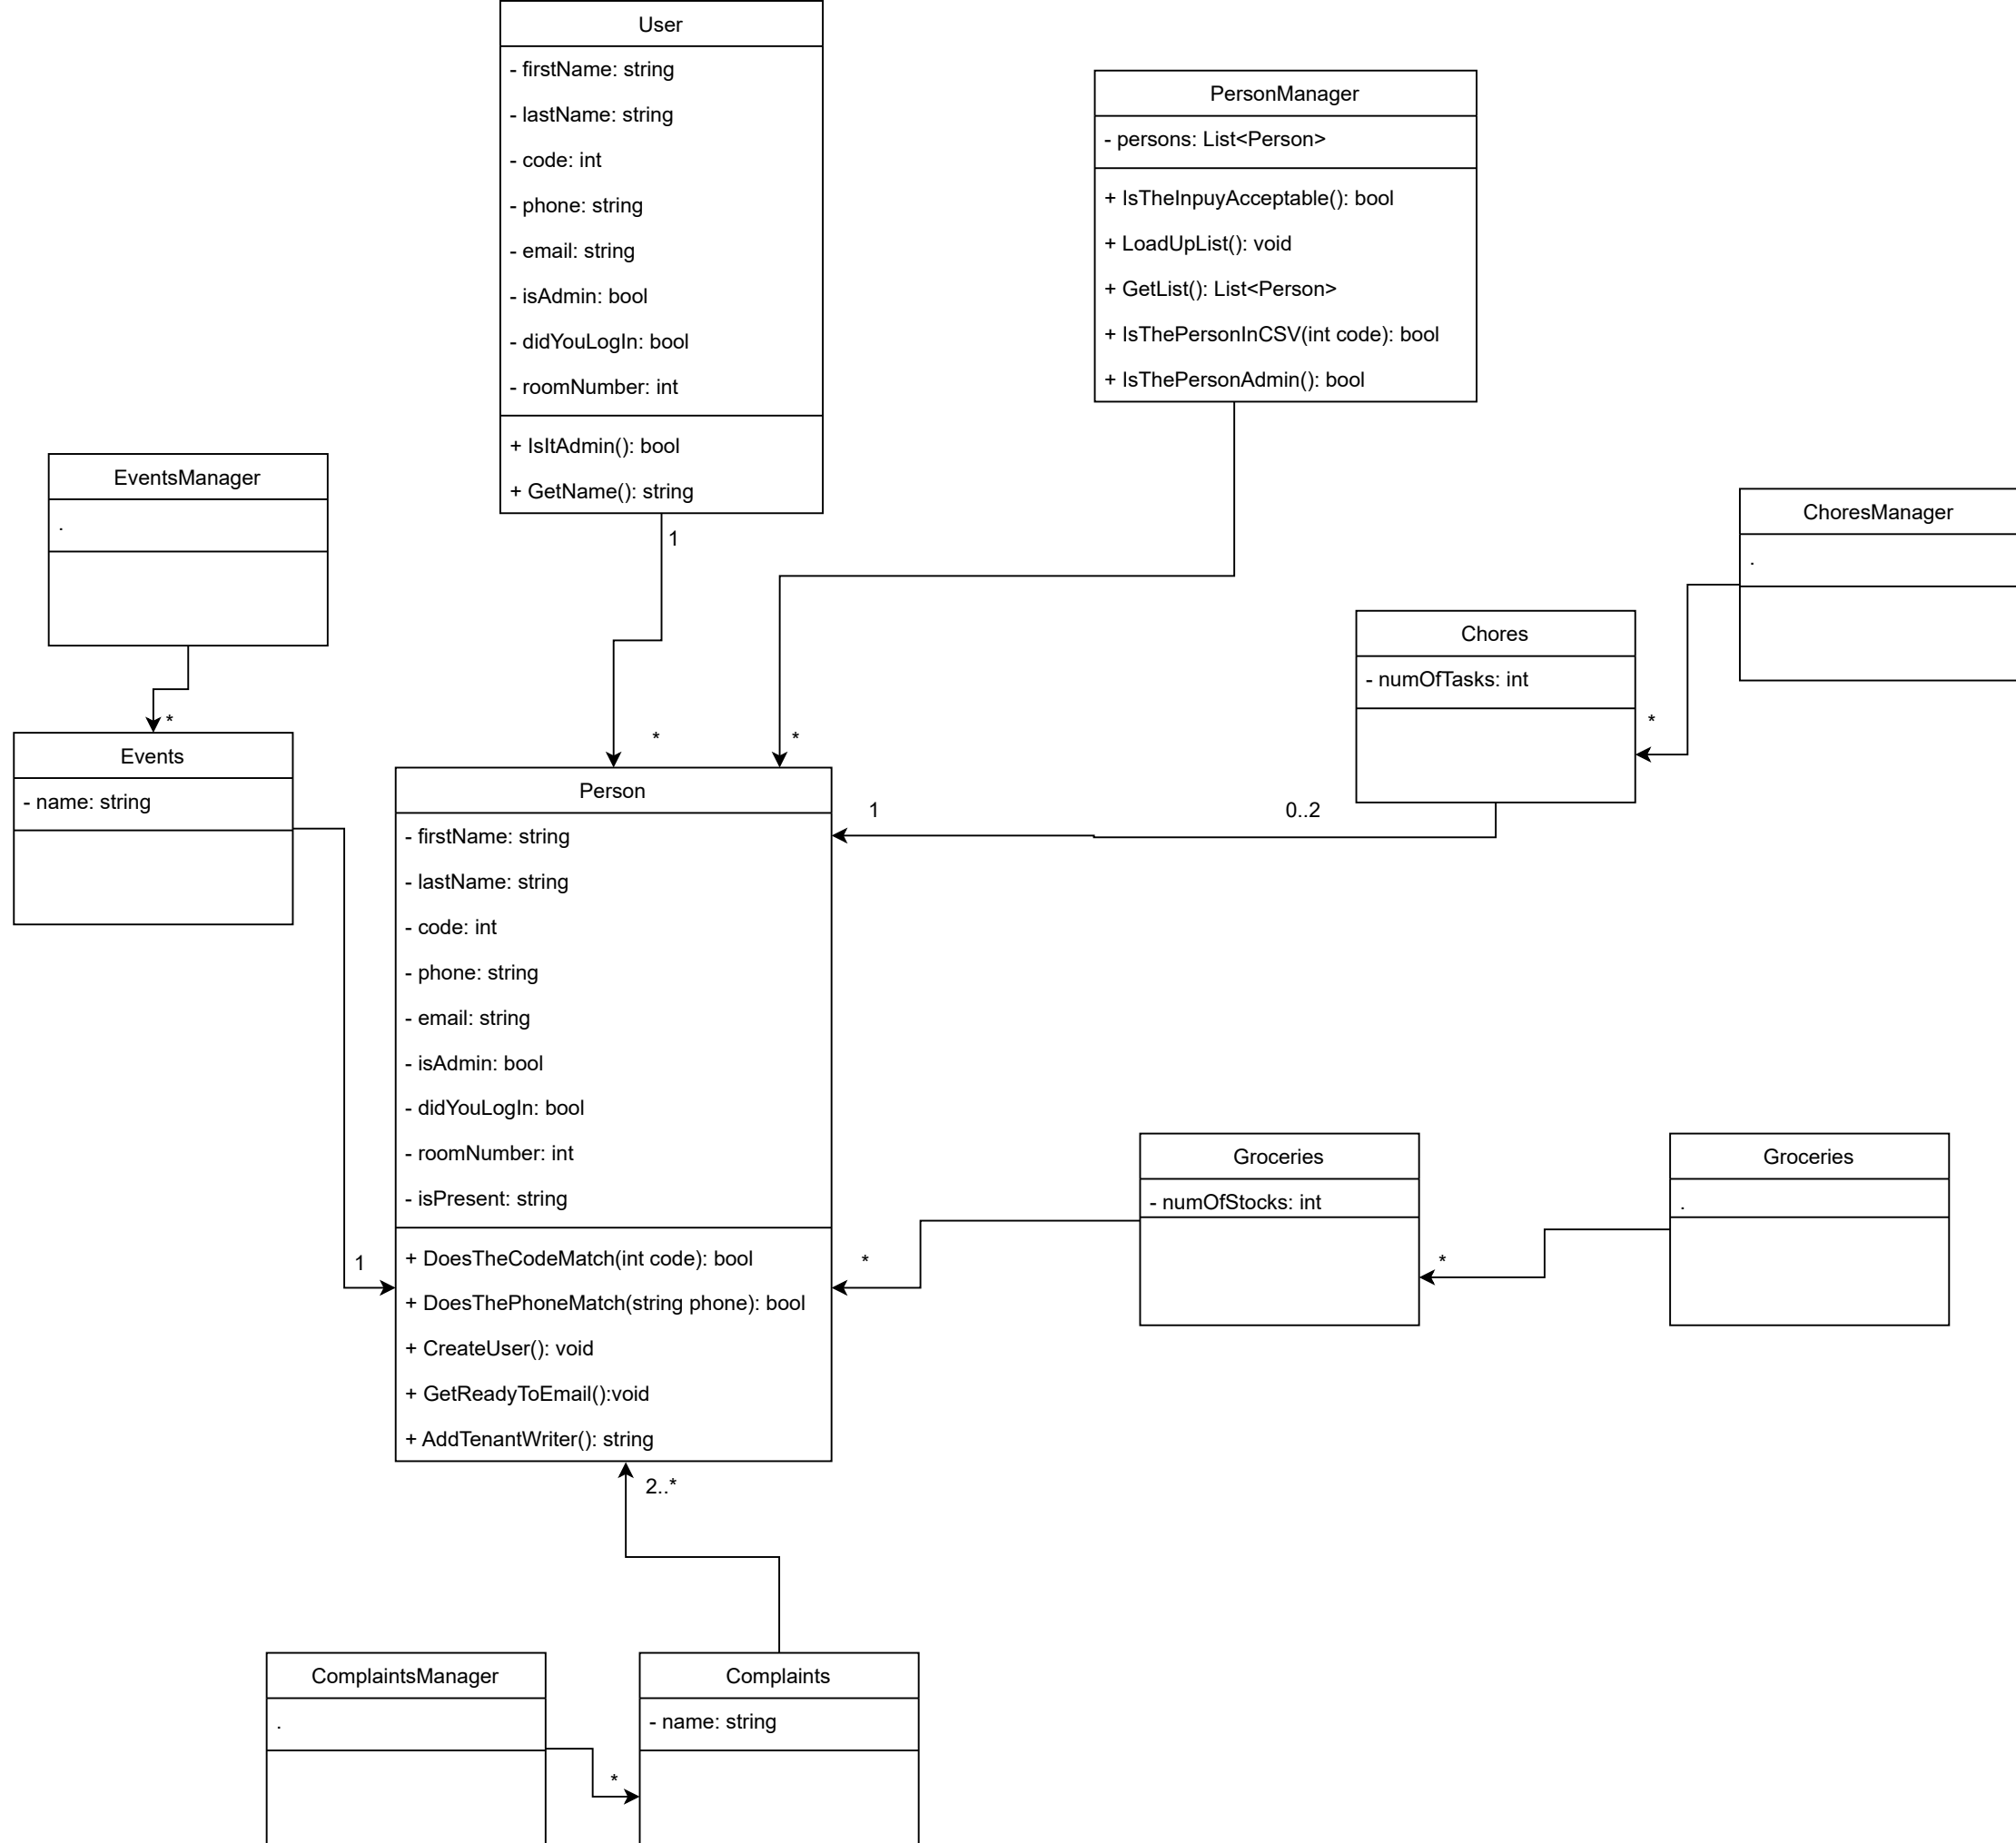 User
- firstName: string
- lastName: string
- code: int
- phone: string
- email: string
- isAdmin: bool
- didYouLogIn: bool
- roomNumber: int
+ IsItAdmin(): bool
+ GetName(): string
1
*
PersonManager
- persons: List<Person>
+ IsTheInpuyAcceptable(): bool
+ LoadUpList(): void
+ GetList(): List<Person>
+ IsThePersonInCSV(int code): bool
+ IsThePersonAdmin(): bool
*
EventsManager
.
*
Events
- name: string
1
ChoresManager
.
*
Chores
- numOfTasks: int
0..2
1
Person
- firstName: string
- lastName: string
- code: int
- phone: string
- email: string
- isAdmin: bool
- didYouLogIn: bool
- roomNumber: int
- isPresent: string
+ DoesTheCodeMatch(int code): bool
+ DoesThePhoneMatch(string phone): bool
+ CreateUser(): void
+ GetReadyToEmail():void
+ AddTenantWriter(): string
2..*
*
Groceries
- numOfStocks: int
*
Groceries
.
ComplaintsManager
.
*
Complaints
- name: string